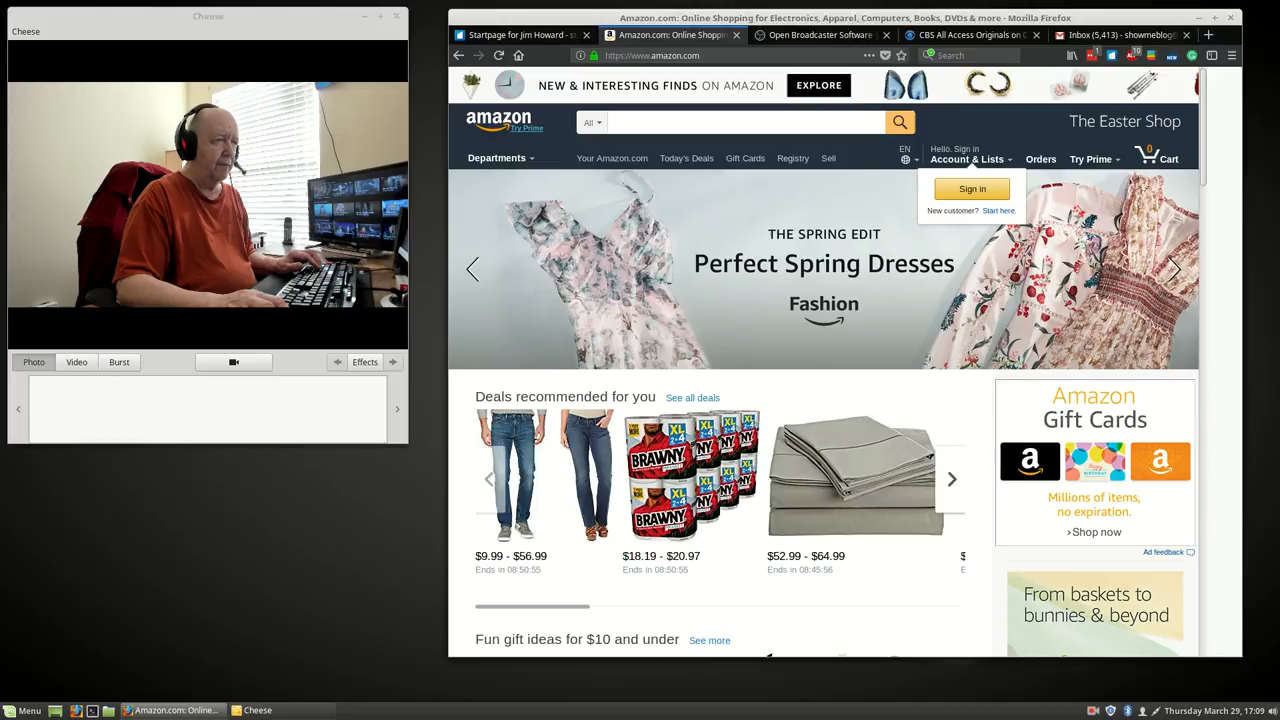 Cheese
Cheese
Photo
Video
Burst
Effects
Amazon.com: Online Shopping for Electronics, Apparel, Computers, Books, DVDs & more - Mozilla Firefox
Startpage for Jim Howard - st
Amazon.com: Online Shoppin
Open Broadcaster Software
CBS All Access Originals on C
Inbox (5,413) - showmeblog@
https://www.amazon.com
Search
NEW & INTERESTING FINDS ON AMAZON EXPLORE
amazon
Try Prime
All
The Easter Shop
Departments
Your Amazon.com
Today's Deals
Gift Cards
Registry
Sell
EN
Hello. Sign in
Account & Lists
Orders
Try Prime
0
Cart
Sign in
New customer? Start here.
THE SPRING EDIT
Perfect Spring Dresses
Fashion
Deals recommended for you See all deals
BRAWNY
BRAWNY
$9.99 - $56.99
Ends in 08:50:55
$18.19 - $20.97
Ends in 08:50:55
$52.99 - $64.99
Ends in 08:45:56
Amazon
Gift Cards
Millions of items,
no expiration.
Shop now
Ad feedback
From baskets to
bunnies & beyond
Fun gift ideas for $10 and under See more
Menu
Amazon.com: Online...
Cheese
Thursday March 29, 17:09